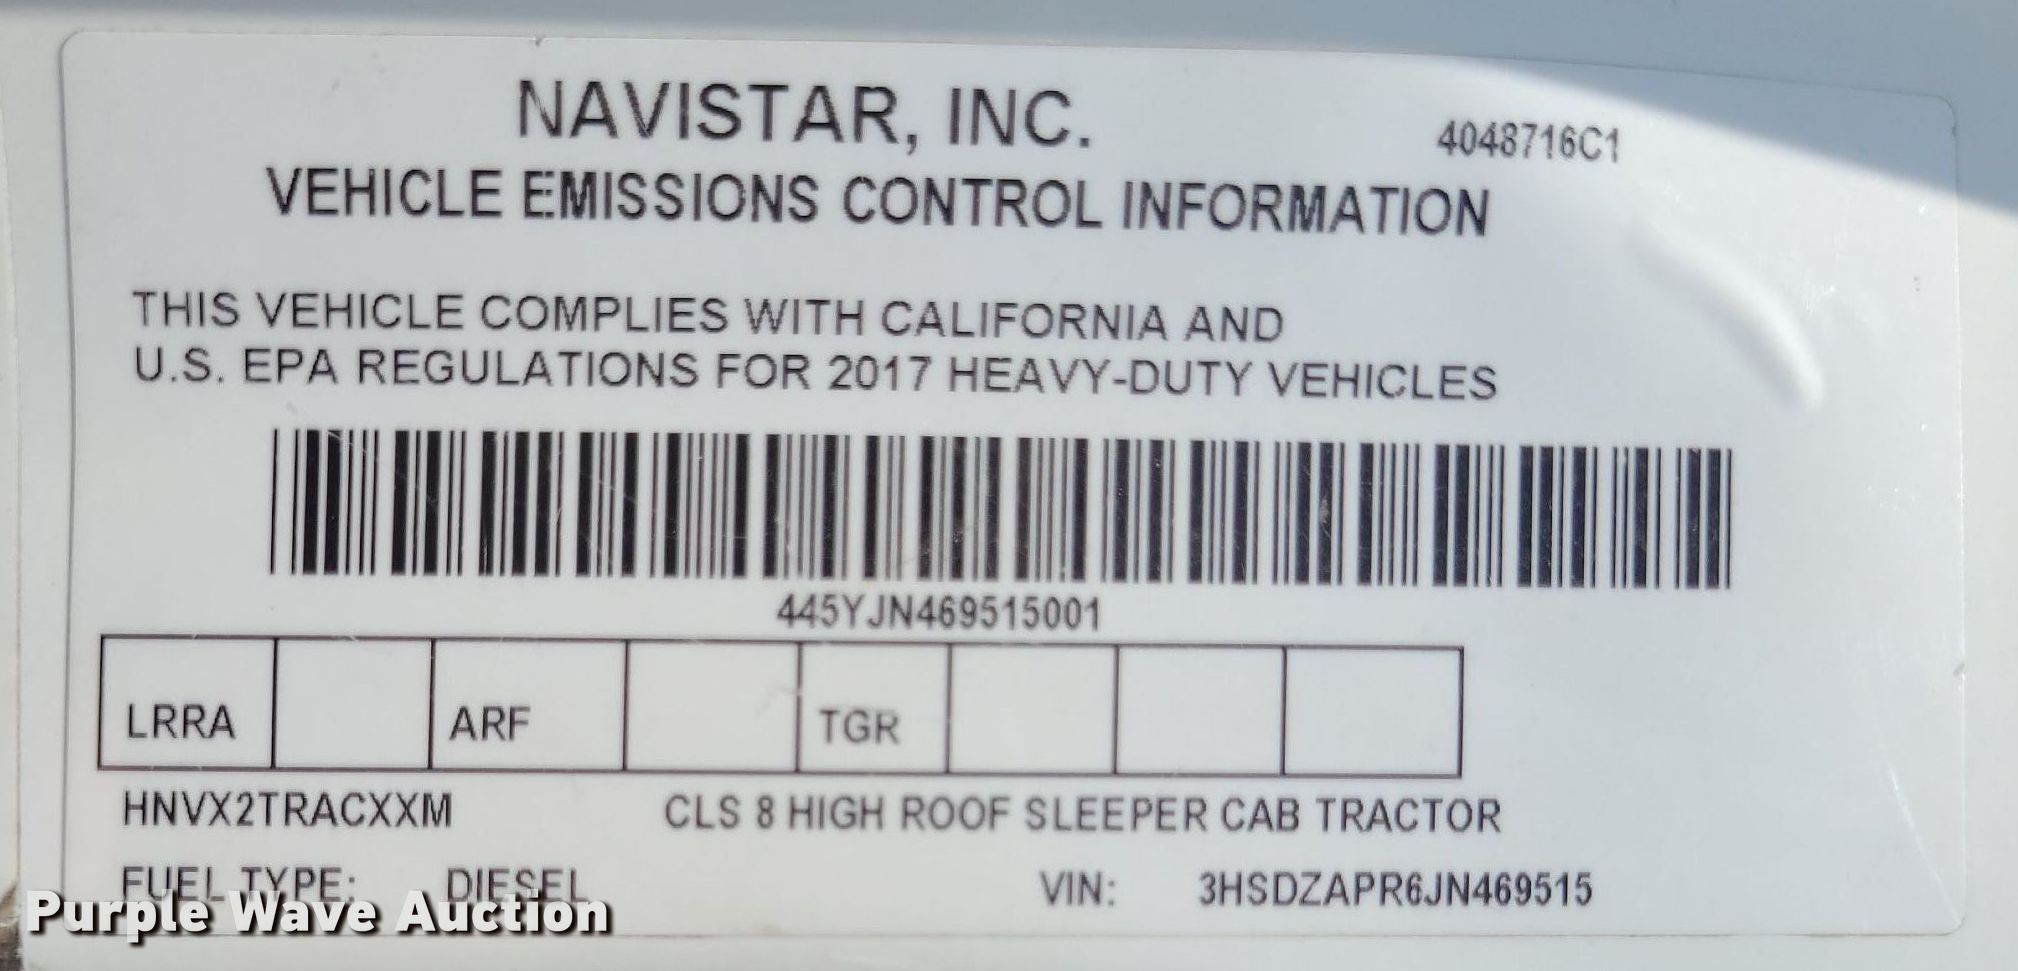 NAVISTAR, INC.
4048716C1
VEHICLE EMISSIONS CONTROL INFORMATION
THIS VEHICLE COMPLIES WITH CALIFORNIA AND
U.S. EPA REGULATIONS FOR 2017 HEAVY-DUTY VEHICLES
445YJN469515001
LRRA ARF TGR
HNVX2TRACXXM CLS 8 HIGH ROOF SLEEPER CAB TRACTOR
FUEL TYPE: DIESEL VIN: 3HSDZAPR6JN469515
Purple Wave Auction